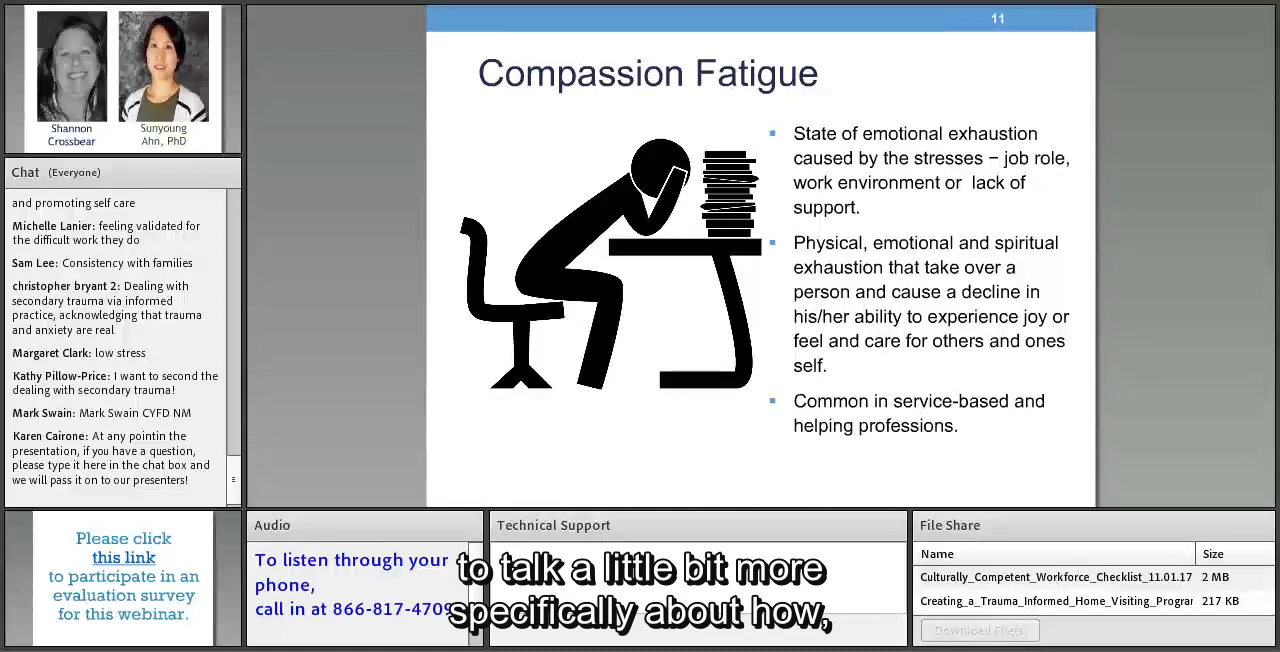 Shannon
Crossbear
Sunyoung
Ahn, PhD
Chat (Everyone)
and promoting self care
Michelle Lanier: feeling validated for
the difficult work they do
Sam Lee: Consistency with families
christopher bryant 2: Dealing with
secondary trauma via informed
practice, acknowledging that trauma
and anxiety are real
Margaret Clark: low stress
Kathy Pillow-Price: I want to second the
dealing with secondary trauma!
Mark Swain: Mark Swain CYFD NM
Karen Cairone: At any pointin the
presentation, if you have a question,
please type it here in the chat box and
we will pass it on to our presenters!
Please click
this link
to participate in an
evaluation survey
for this webinar.
11
Compassion Fatigue
State of emotional exhaustion
caused by the stresses – job role,
work environment or lack of
support.
Physical, emotional and spiritual
exhaustion that take over a
person and cause a decline in
his/her ability to experience joy or
feel and care for others and ones
self.
Common in service-based and
helping professions.
Audio
To listen through your
phone,
call in at 866-817-4709
Technical Support
to talk a little bit more
specifically about how,
File Share
Name Size
Culturally_Competent_Workforce_Checklist_11.01.17 2 MB
Creating_a_Trauma_Informed_Home_Visiting_Prograr 217 KB
Download File(s)